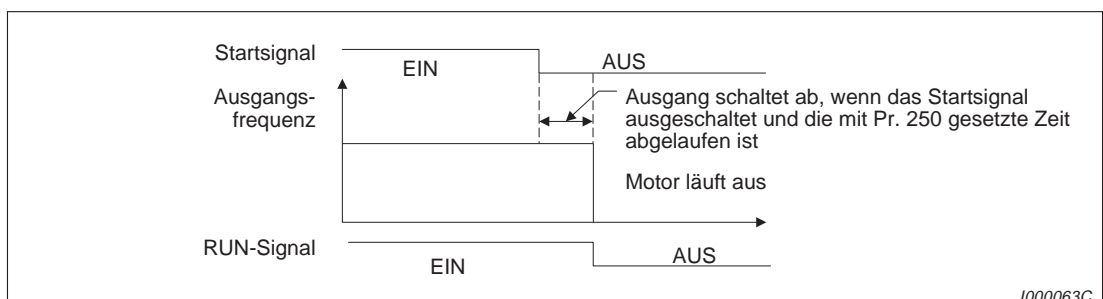 Startsignal
EIN
AUS
Ausgangs-
frequenz
Ausgang schaltet ab, wenn das Startsignal
ausgeschaltet und die mit Pr. 250 gesetzte Zeit
abgelaufen ist
Motor läuft aus
RUN-Signal
EIN
AUS
I000063C